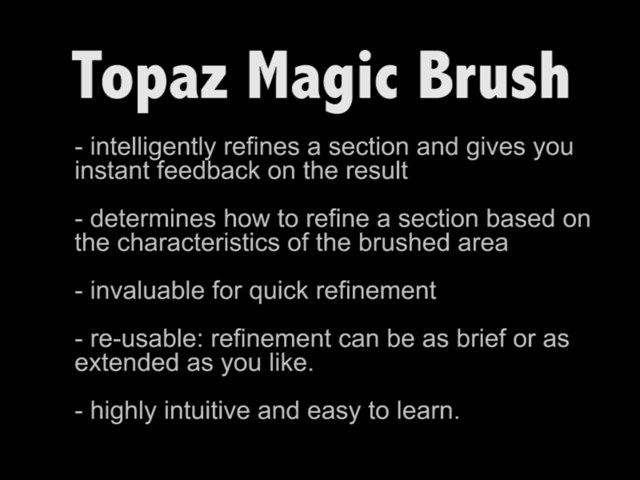 Topaz Magic Brush
- intelligently refines a section and gives you
instant feedback on the result
- determines how to refine a section based on
the characteristics of the brushed area
- invaluable for quick refinement
- re-usable: refinement can be as brief or as
extended as you like.
- highly intuitive and easy to learn.